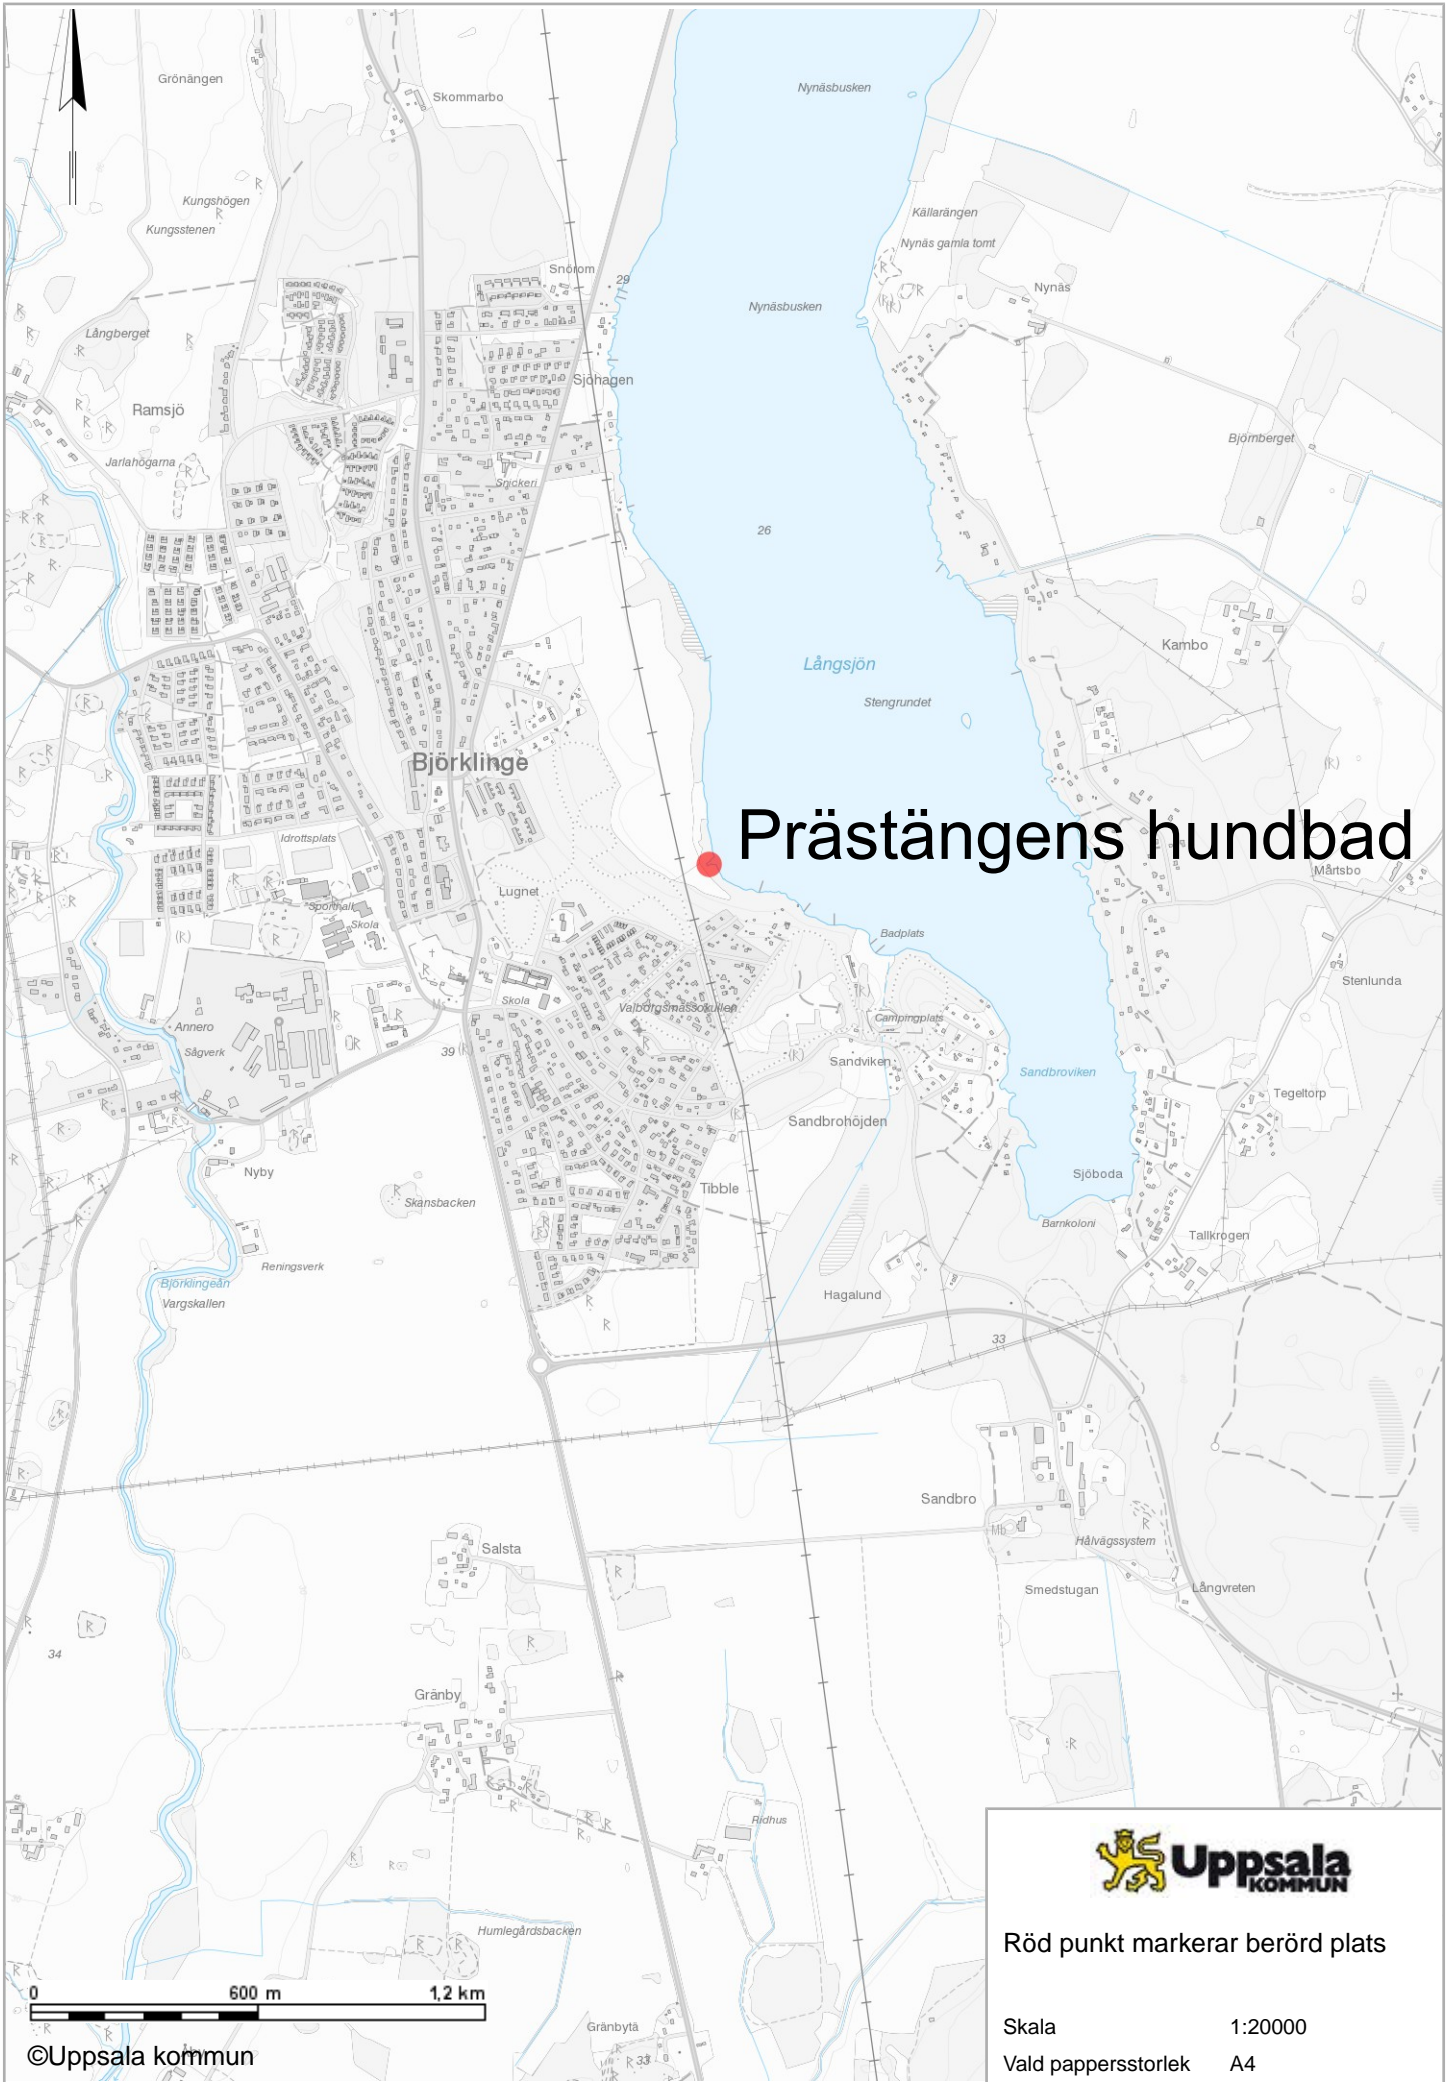 Grönängen
Skommarbo
Nynäsbusken
Kungshögen
Kungsstenen
Källarängen
Nynäs gamla tomt
Snörom
29
Nynäs
Nynäsbusken
Långberget
Sjöhagen
Ramsjö
Björnberget
Jarlahögarna
Snickeri
26
Kambo
Långsjön
Stengrundet
Björklinge
Prästängens hundbad
Idrottsplats
Mårtsbo
Lugnet
Sporthall
Skola
Badplats
Stenlunda
Skola
Valborgsmässokullen
Campingplats
Annero
Sågverk
39
Sandviken
Sandbroviken
Tegeltorp
Sandbrohöjden
Nyby
Sjöboda
Tibble
Skansbacken
Barnkoloni
Tallkrogen
Reningsverk
Björklingeån
Vargskallen
Hagalund
33
Sandbro
Mb
Hålvägssystem
Salsta
Smedstugan
Långvreten
34
Gränby
Ridhus
Humlegårdsbacken
Uppsala
KOMMUN
Röd punkt markerar berörd plats
0 600 m 1,2 km
Gränbytä
33
Skala 1:20000
©Uppsala kommun
Vald pappersstorlek A4